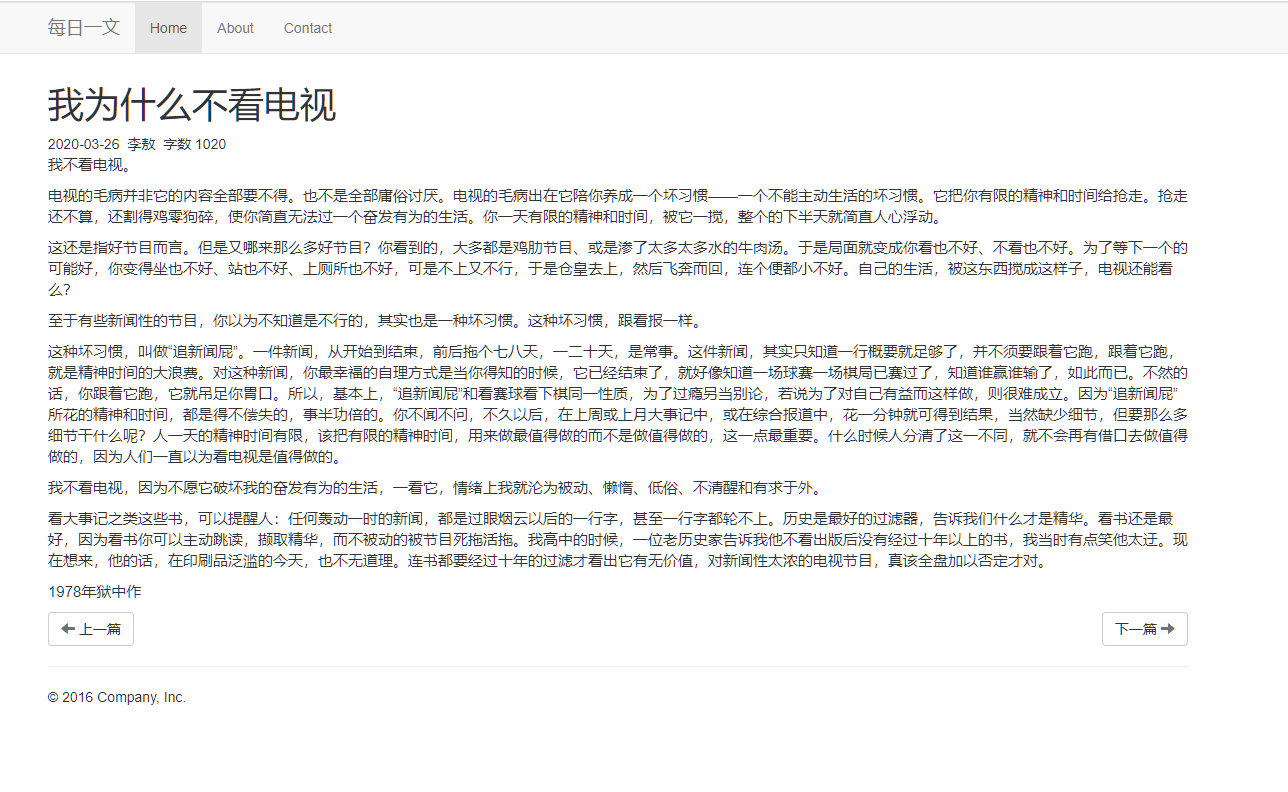 每日一文 Home About Contact
我为什么不看电视
2020-03-26 李敖 字数 1020
我不看电视。
电视的毛病并非它的内容全部要不得。也不是全部庸俗讨厌。电视的毛病出在它陪你养成一个坏习惯——一个不能主动生活的坏习惯。它把你有限的精神和时间给抢走。抢走
还不算，还割得鸡零狗碎，使你简直无法过一个奋发有为的生活。你一天有限的精神和时间，被它一搅，整个的下半天就简直人心浮动。
这还是指好节目而言。但是又哪来那么多好节目？你看到的，大多都是鸡肋节目、或是渗了太多太多水的牛肉汤。于是局面就变成你看也不好、不看也不好。为了等下一个的
可能好，你变得坐也不好、站也不好、上厕所也不好，可是不上又不行，于是仓皇去上，然后飞奔而回，连个便都小不好。自己的生活，被这东西搅成这样子，电视还能看
么？
至于有些新闻性的节目，你以为不知道是不行的，其实也是一种坏习惯。这种坏习惯，跟看报一样。
这种坏习惯，叫做“追新闻屁”。一件新闻，从开始到结束，前后拖个七八天，一二十天，是常事。这件新闻，其实只知道一行概要就足够了，并不须要跟着它跑，跟着它跑，
就是精神时间的大浪费。对这种新闻，你最幸福的自理方式是当你得知的时候，它已经结束了，就好像知道一场球赛一场棋局已赛过了，知道谁赢谁输了，如此而已。不然的
话，你跟着它跑，它就吊足你胃口。所以，基本上，“追新闻屁”和看赛球看下棋同一性质，为了过瘾另当别论，若说为了对自己有益而这样做，则很难成立。因为“追新闻屁”
所花的精神和时间，都是得不偿失的，事半功倍的。你不闻不问，不久以后，在上周或上月大事记中，或在综合报道中，花一分钟就可得到结果，当然缺少细节，但要那么多
细节干什么呢？人一天的精神时间有限，该把有限的精神时间，用来做最值得做的而不是做值得做的，这一点最重要。什么时候人分清了这一不同，就不会再有借口去做值得
做的，因为人们一直以为看电视是值得做的。
我不看电视，因为不愿它破坏我的奋发有为的生活，一看它，情绪上我就沦为被动、懒惰、低俗、不清醒和有求于外。
看大事记之类这些书，可以提醒人：任何轰动一时的新闻，都是过眼烟云以后的一行字，甚至一行字都轮不上。历史是最好的过滤器，告诉我们什么才是精华。看书还是最
好，因为看书你可以主动跳读，撷取精华，而不被动的被节目死拖活拖。我高中的时候，一位老历史家告诉我他不看出版后没有经过十年以上的书，我当时有点笑他太迂。现
在想来，他的话，在印刷品泛滥的今天，也不无道理。连书都要经过十年的过滤才看出它有无价值，对新闻性太浓的电视节目，真该全盘加以否定才对。
1978年狱中作
上一篇 下一篇
© 2016 Company, Inc.